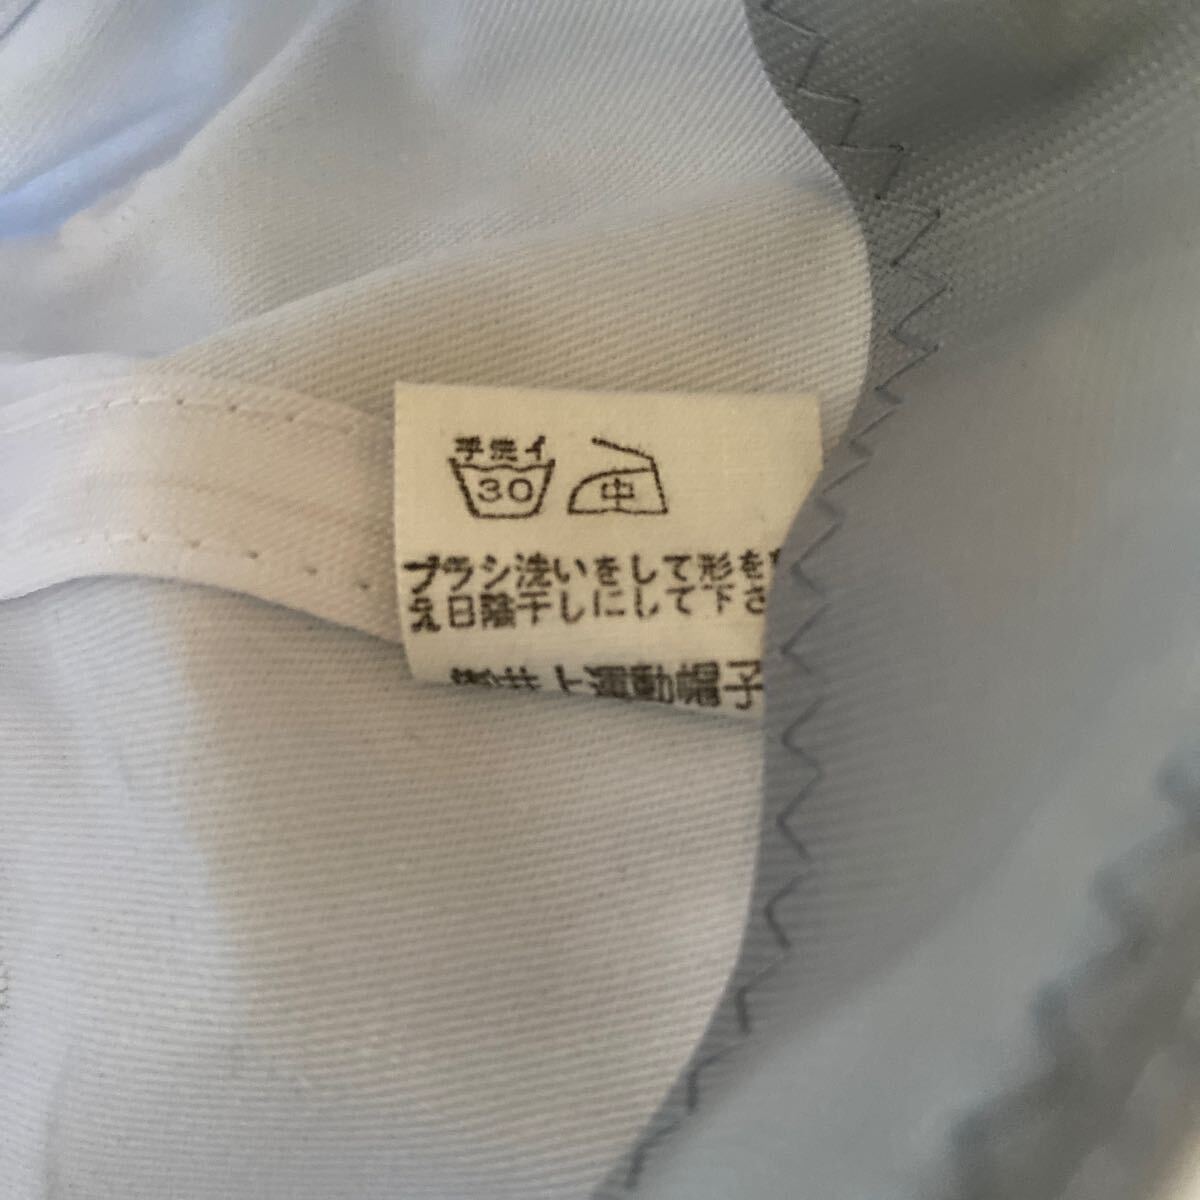 手洗イ
30 中
ブラシ洗いをして形を
え日陰干しにして下さ
井上運動帽子